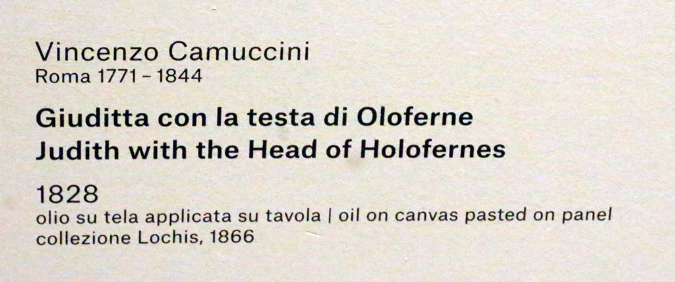 Vincenzo Camuccini
Roma 1771 – 1844
Giuditta con la testa di Oloferne
Judith with the Head of Holofernes
1828
olio su tela applicata su tavola | oil on canvas pasted on panel
collezione Lochis, 1866